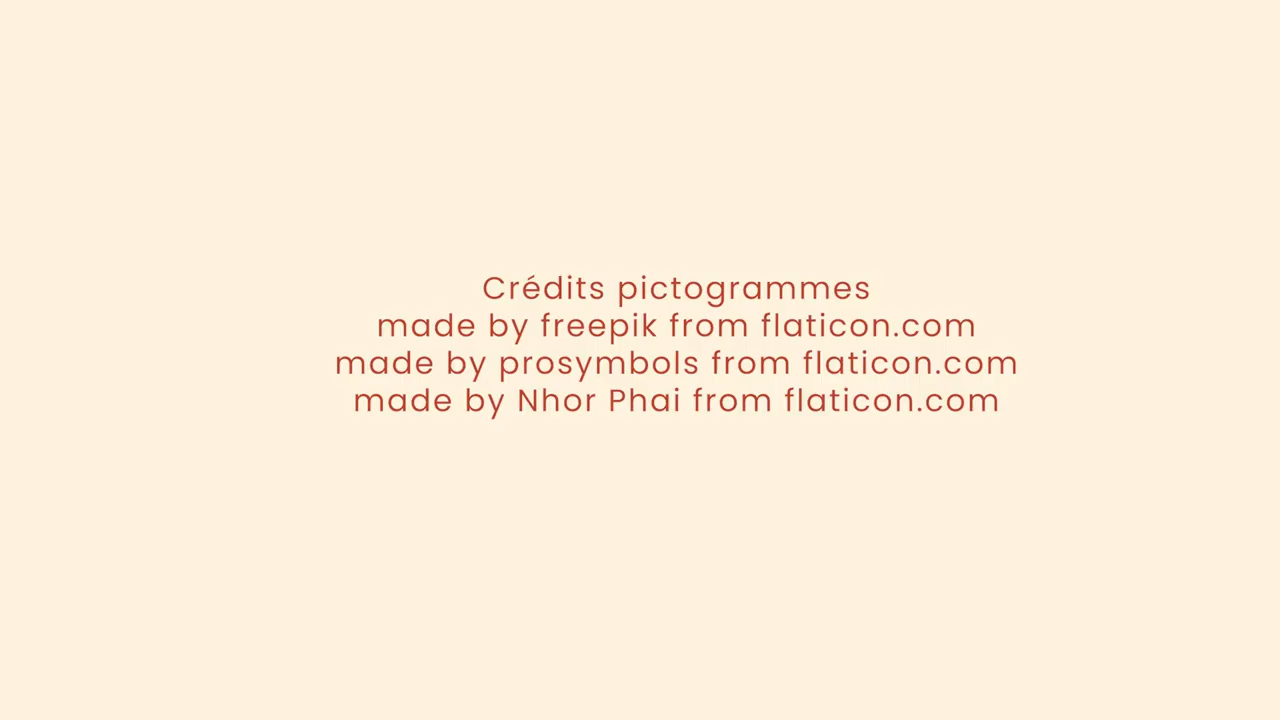 Crédits pictogrammes
made by freepik from flaticon.com
made by prosymbols from flaticon.com
made by Nhor Phai from flaticon.com